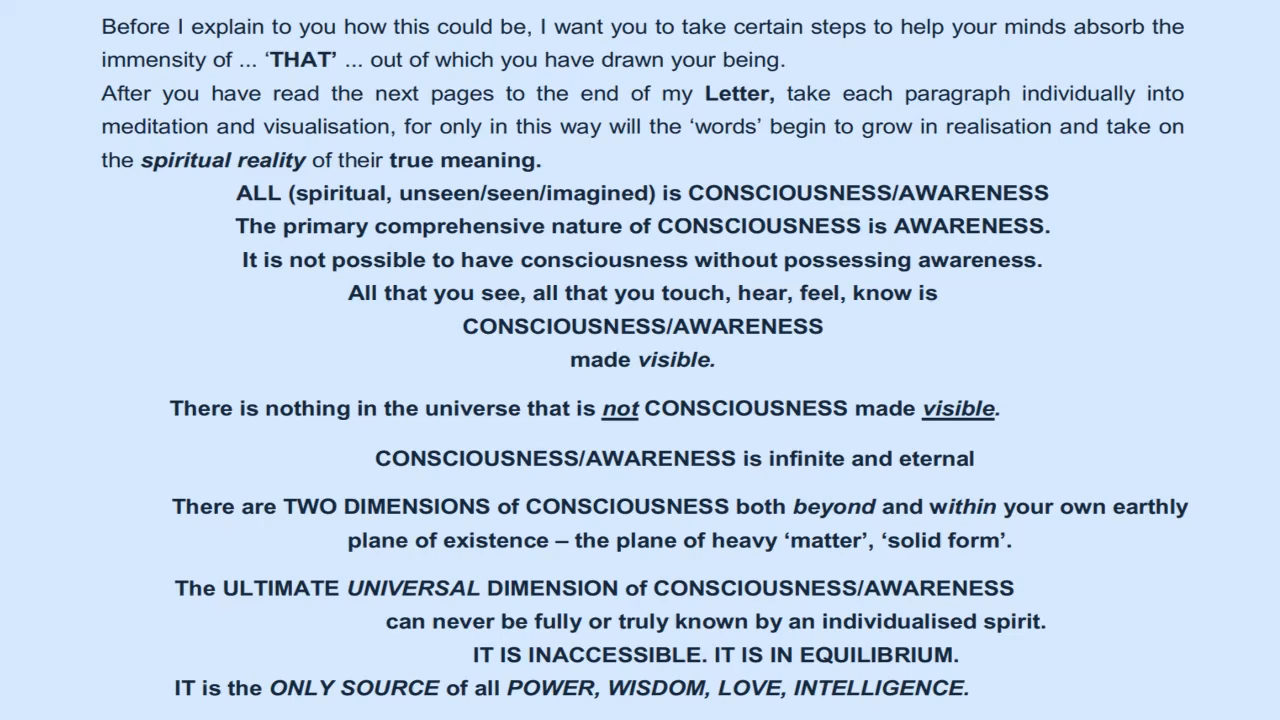 Before I explain to you how this could be, I want you to take certain steps to help your minds absorb the
immensity of ... ‘THAT’ ... out of which you have drawn your being.
After you have read the next pages to the end of my Letter, take each paragraph individually into
meditation and visualisation, for only in this way will the ‘words’ begin to grow in realisation and take on
the spiritual reality of their true meaning.
ALL (spiritual, unseen/seen/imagined) is CONSCIOUSNESS/AWARENESS
The primary comprehensive nature of CONSCIOUSNESS is AWARENESS.
It is not possible to have consciousness without possessing awareness.
All that you see, all that you touch, hear, feel, know is
CONSCIOUSNESS/AWARENESS
made visible.
There is nothing in the universe that is not CONSCIOUSNESS made visible.
CONSCIOUSNESS/AWARENESS is infinite and eternal
There are TWO DIMENSIONS of CONSCIOUSNESS both beyond and within your own earthly
plane of existence – the plane of heavy ‘matter’, ‘solid form’.
The ULTIMATE UNIVERSAL DIMENSION of CONSCIOUSNESS/AWARENESS
can never be fully or truly known by an individualised spirit.
IT IS INACCESSIBLE. IT IS IN EQUILIBRIUM.
IT is the ONLY SOURCE of all POWER, WISDOM, LOVE, INTELLIGENCE.